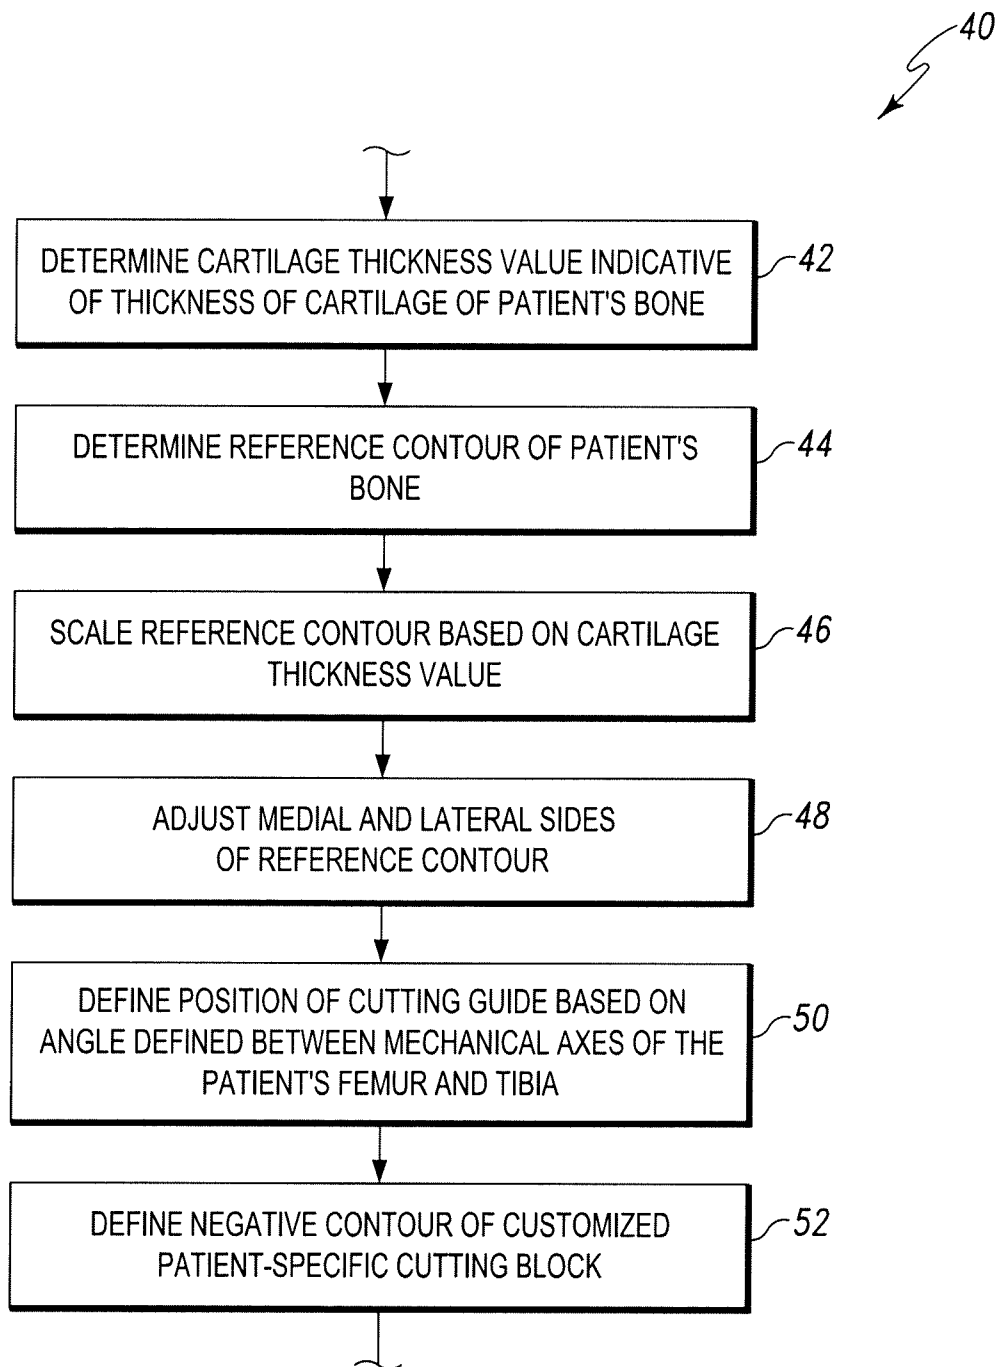 40
DETERMINE CARTILAGE THICKNESS VALUE INDICATIVE
OF THICKNESS OF CARTILAGE OF PATIENT'S BONE
42
DETERMINE REFERENCE CONTOUR OF PATIENT'S
BONE
44
SCALE REFERENCE CONTOUR BASED ON CARTILAGE
THICKNESS VALUE
46
ADJUST MEDIAL AND LATERAL SIDES
OF REFERENCE CONTOUR
48
DEFINE POSITION OF CUTTING GUIDE BASED ON
ANGLE DEFINED BETWEEN MECHANICAL AXES OF THE
PATIENT'S FEMUR AND TIBIA
50
DEFINE NEGATIVE CONTOUR OF CUSTOMIZED
PATIENT-SPECIFIC CUTTING BLOCK
52